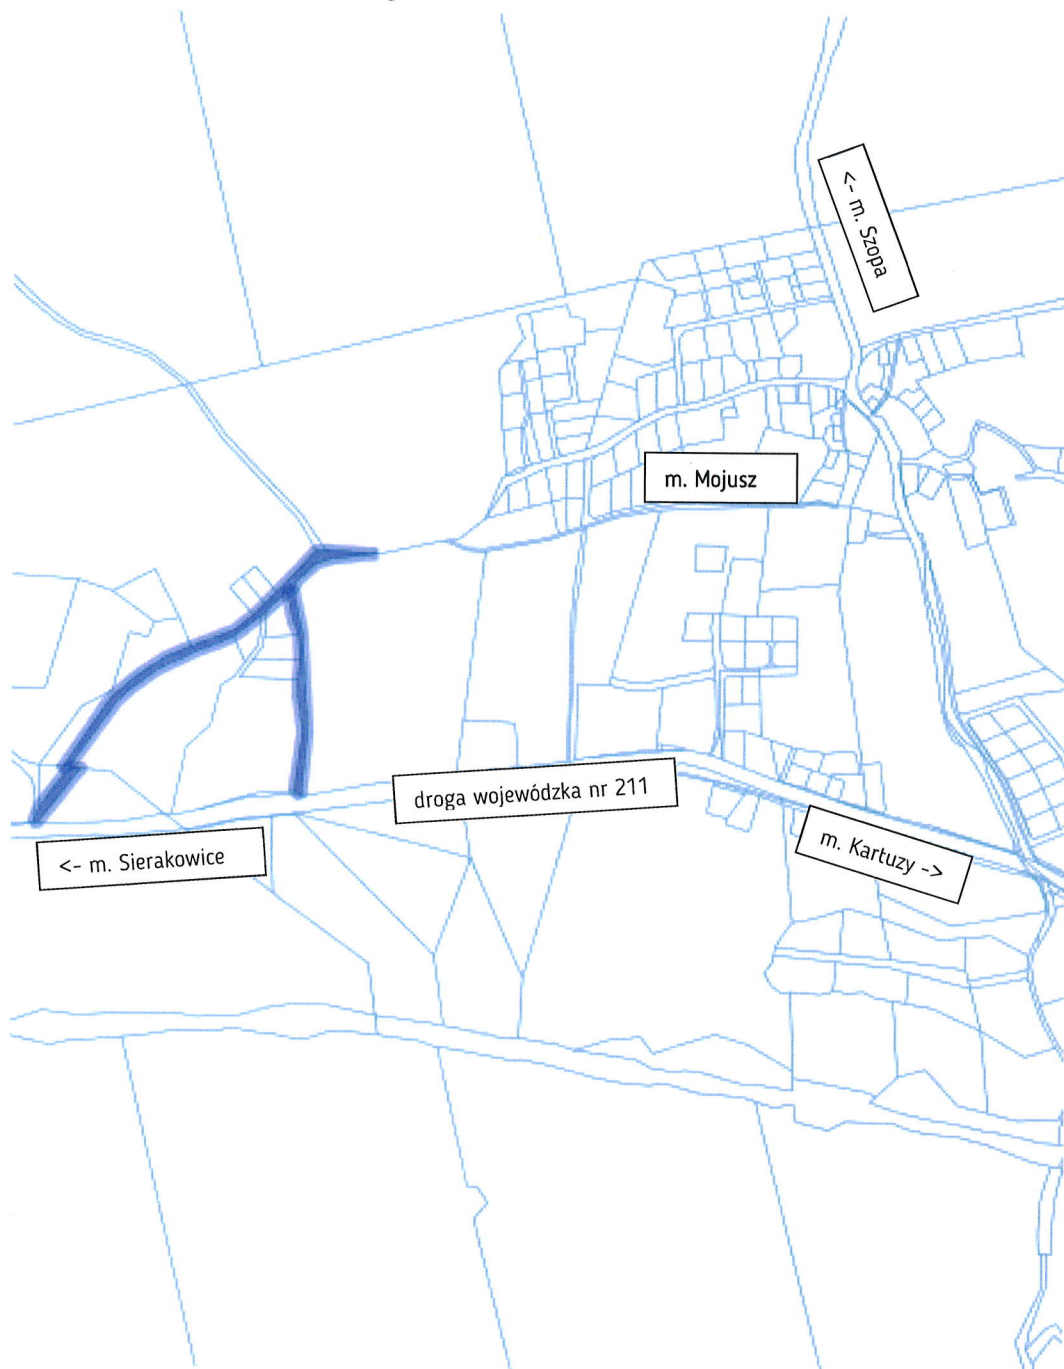 <- m. Szopa
m. Mojusz
droga wojewódzka nr 211
<- m. Sierakowice
m. Kartuzy ->